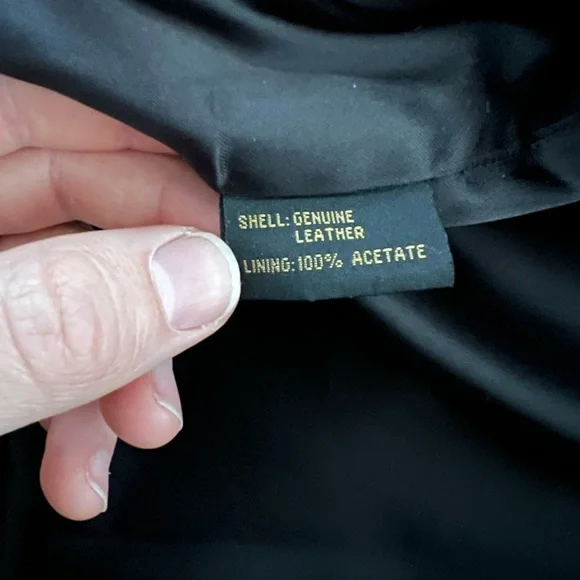 SHELL: GENUINE
LEATHER
LINING: 100% ACETATE